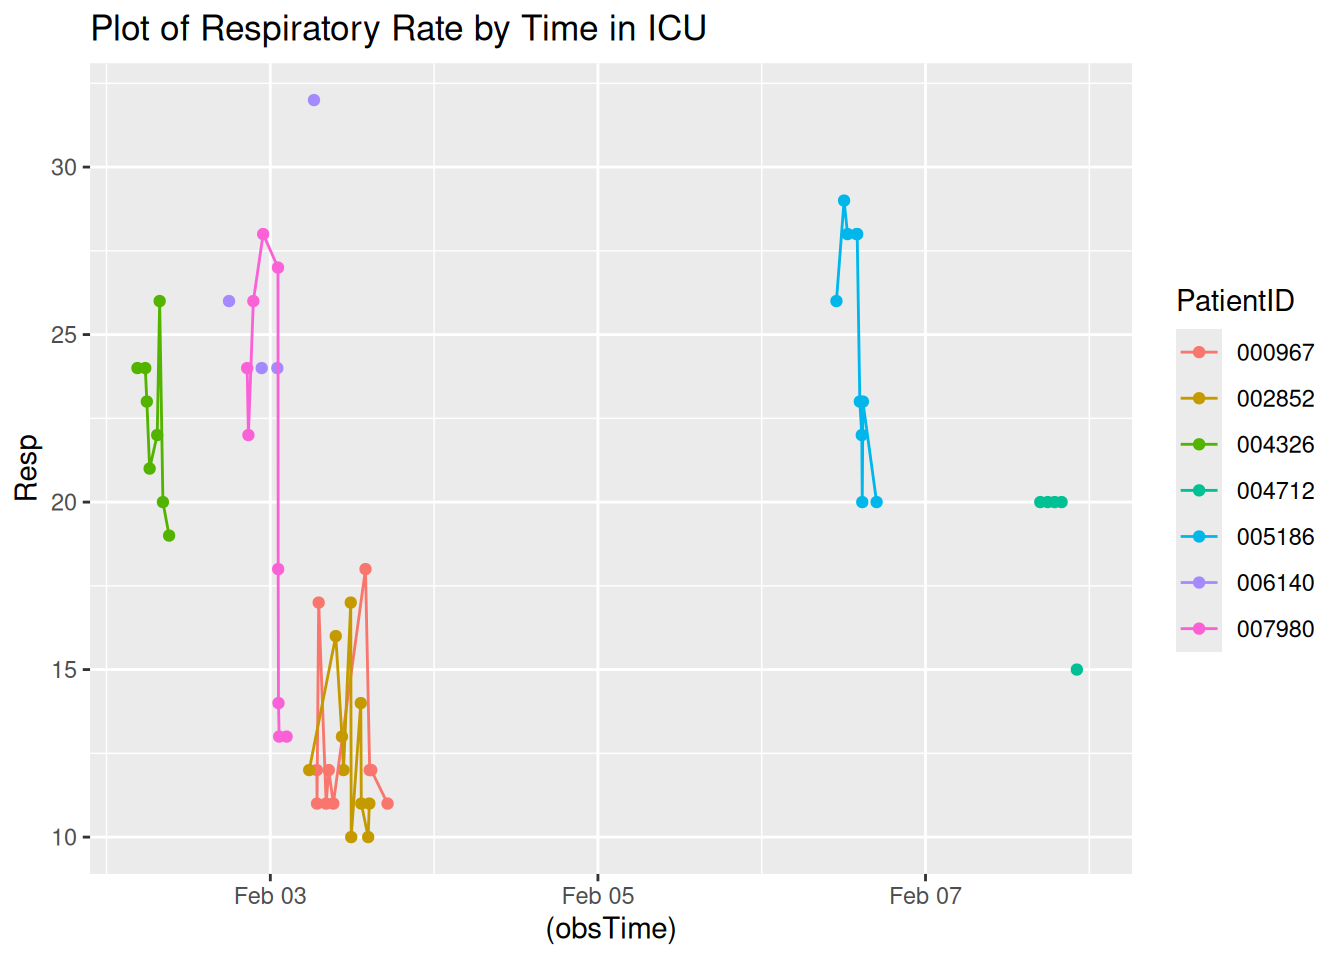 Plot of Respiratory Rate by Time in ICU
30
25
20
15
10
Resp
Feb 03
Feb 05
Feb 07
(obsTime)
PatientID
000967
002852
004326
004712
005186
006140
007980